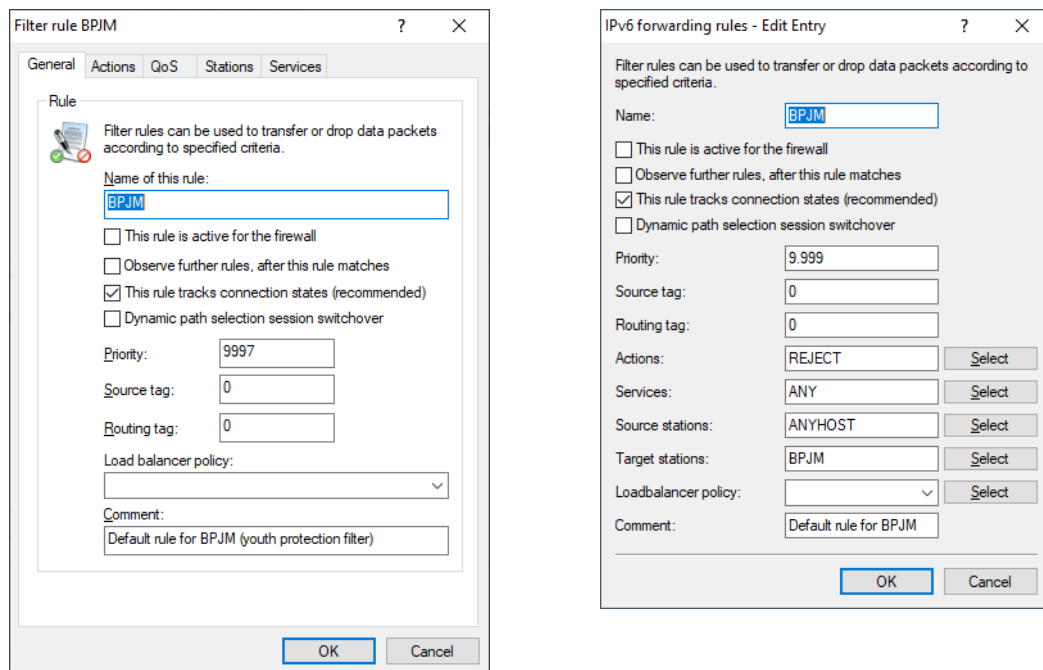 Filter rule BPJM
General Actions QoS Stations Services
Rule
Filter rules can be used to transfer or drop data packets
according to specified criteria.
Name of this rule:
BPJM
This rule is active for the firewall
Observe further rules, after this rule matches
This rule tracks connection states (recommended)
Dynamic path selection session switchover
Priority: 9997
Source tag: 0
Routing tag: 0
Load balancer policy:
Comment:
Default rule for BPJM (youth protection filter)
OK Cancel
IPv6 forwarding rules - Edit Entry
Filter rules can be used to transfer or drop data packets according to
specified criteria.
Name: BPJM
This rule is active for the firewall
Observe further rules, after this rule matches
This rule tracks connection states (recommended)
Dynamic path selection session switchover
Priority: 9.999
Source tag: 0
Routing tag: 0
Actions: REJECT Select
Services: ANY Select
Source stations: ANYHOST Select
Target stations: BPJM Select
Loadbalancer policy: Select
Comment: Default rule for BPJM
OK Cancel